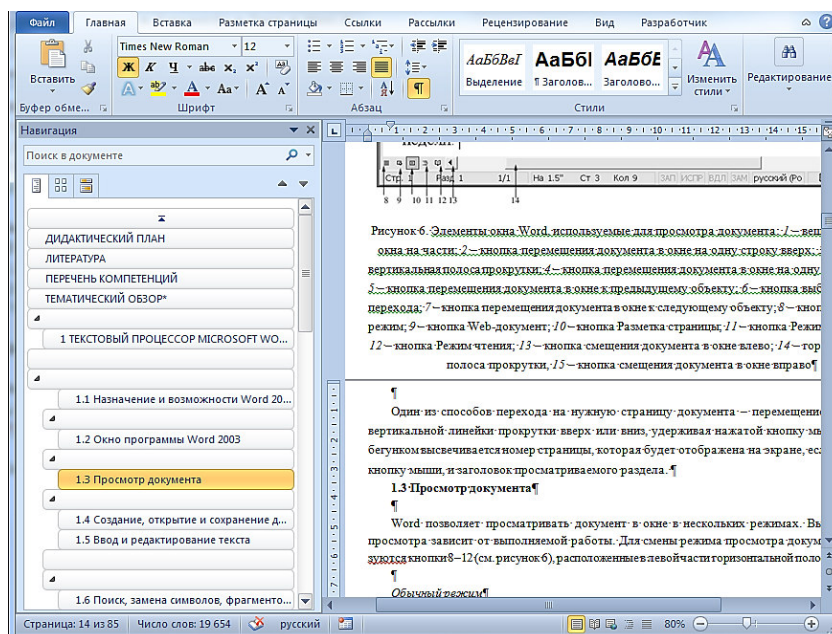 Файл Главная Вставка Разметка страницы Ссылки Рассылки Рецензирование Вид Разработчик
Times New Roman 12
Вставить
Ж К Ч abc x₂ x²
Aa A A
АаБбВвI АаБбI АаБбЕ
Выделение ¶ Заголов... Заголово...
Изменить стили
Редактирование
Буфер обме... Шрифт Абзац Стили
Навигация
Поиск в документе
ДИДАКТИЧЕСКИЙ ПЛАН
ЛИТЕРАТУРА
ПЕРЕЧЕНЬ КОМПЕТЕНЦИЙ
ТЕМАТИЧЕСКИЙ ОБЗОР*
1 ТЕКСТОВЫЙ ПРОЦЕССОР MICROSOFT WO...
1.1 Назначение и возможности Word 20...
1.2 Окно программы Word 2003
1.3 Просмотр документа
1.4 Создание, открытие и сохранение д...
1.5 Ввод и редактирование текста
1.6 Поиск, замена символов, фрагменто...
Стр. 1 Разд 1 1/1 На 1.5" Ст 3 Кол 9 ЗАП ИСПР ВДЛ ЗАМ русский (Ро
8 9 10 11 12 13 14
Рисунок 6. Элементы окна Word, используемые для просмотра документа: 1 – веш
окна на части; 2 – кнопка перемещения документа в окне на одну строку вверх;
вертикальная полоса прокрутки; 4 – кнопка перемещения документа в окне на одну
5 – кнопка перемещения документа в окне к предыдущему объекту; 6 – кнопка выб
перехода; 7 – кнопка перемещения документа в окне к следующему объекту; 8 – кноп
режим; 9 – кнопка Web-документ; 10 – кнопка Разметка страницы; 11 – кнопка Режим
12 – кнопка Режим чтения; 13 – кнопка смещения документа в окне влево; 14 – гор
полоса прокрутки, 15 – кнопка смещения документа в окне вправо¶
¶
Один из способов перехода на нужную страницу документа – перемещение
вертикальной линейки прокрутки вверх или вниз, удерживая нажатой кнопку мы
бегунком высвечивается номер страницы, которая будет отображена на экране, есл
кнопку мыши, и заголовок просматриваемого раздела. ¶
1.3 Просмотр документа¶
¶
Word позволяет просматривать документ в окне в нескольких режимах. Вы
просмотра зависит от выполняемой работы. Для смены режима просмотра докум
зуются кнопки 8–12 (см. рисунок 6), расположенные в левой части горизонтальной поло
¶
Обычный режим¶
Страница: 14 из 85 Число слов: 19 654 русский 80%